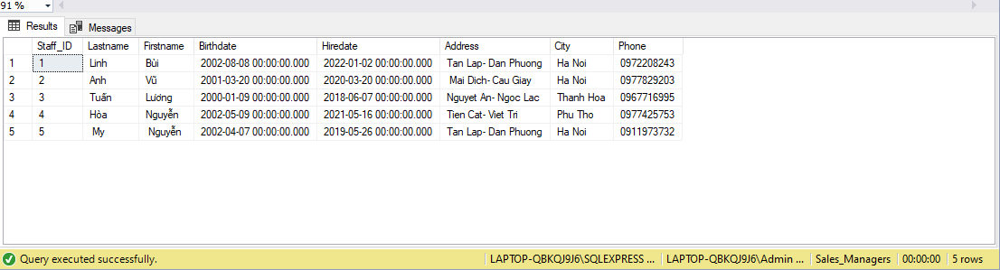 91 %
Results Messages
Staff_ID Lastname Firstname Birthdate Hiredate Address City Phone
1 1 Linh Bùi 2002-08-08 00:00:00.000 2022-01-02 00:00:00.000 Tan Lap- Dan Phuong Ha Noi 0972208243
2 2 Anh Vũ 2001-03-20 00:00:00.000 2020-03-20 00:00:00.000 Mai Dich- Cau Giay Ha Noi 0977829203
3 3 Tuấn Lương 2000-01-09 00:00:00.000 2018-06-07 00:00:00.000 Nguyet An- Ngoc Lac Thanh Hoa 0967716995
4 4 Hòa Nguyễn 2002-05-09 00:00:00.000 2021-05-16 00:00:00.000 Tien Cat- Viet Tri Phu Tho 0977425753
5 5 My Nguyễn 2002-04-07 00:00:00.000 2019-05-26 00:00:00.000 Tan Lap- Dan Phuong Ha Noi 0911973732
Query executed successfully. LAPTOP-QBKQJ9J6\SQLEXPRESS ... LAPTOP-QBKQJ9J6\Admin ... Sales_Managers 00:00:00 5 rows